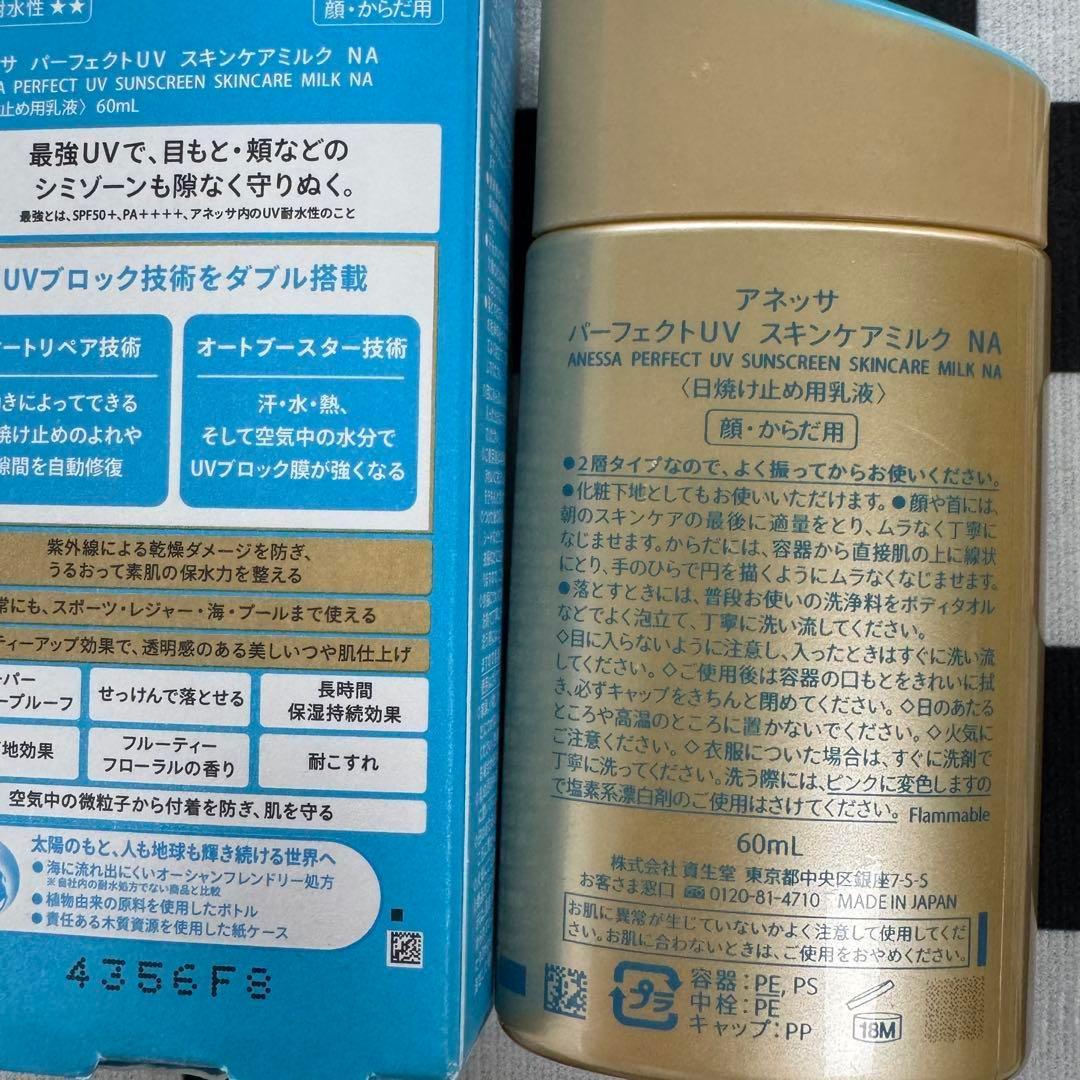 耐水性★★
顔・からだ用
サ パーフェクトUV スキンケアミルク NA
A PERFECT UV SUNSCREEN SKINCARE MILK NA
止め用乳液〉60mL
最強UVで、目もと・頬などの
シミゾーンも隙なく守りぬく。
最強とは、SPF50+、PA++++、アネッサ内のUV耐水性のこと
UVブロック技術をダブル搭載
ートリペア技術
きによってできる
焼け止めのよれや
隙間を自動修復
オートブースター技術
汗・水・熱、
そして空気中の水分で
UVブロック膜が強くなる
紫外線による乾燥ダメージを防ぎ、
うるおって素肌の保水力を整える
常にも、スポーツ・レジャー・海・プールまで使える
ティーアップ効果で、透明感のある美しいつや肌仕上げ
ーパー
ープルーフ
せっけんで落とせる
長時間
保湿持続効果
地効果
フルーティー
フローラルの香り
耐こすれ
空気中の微粒子から付着を防ぎ、肌を守る
太陽のもと、人も地球も輝き続ける世界へ
●海に流れ出にくいオーシャンフレンドリー処方
※自社内の耐水処方でない商品と比較
●植物由来の原料を使用したボトル
●責任ある木質資源を使用した紙ケース
4356F8
アネッサ
パーフェクトUV スキンケアミルク NA
ANESSA PERFECT UV SUNSCREEN SKINCARE MILK NA
〈日焼け止め用乳液〉
顔・からだ用
●2層タイプなので、よく振ってからお使いください。
●化粧下地としてもお使いいただけます。●顔や首には、
朝のスキンケアの最後に適量をとり、ムラなく丁寧に
なじませます。からだには、容器から直接肌の上に線状
にとり、手のひらで円を描くようにムラなくなじませます。
●落とすときには、普段お使いの洗浄料をボディタオル
などでよく泡立て、丁寧に洗い流してください。
◇目に入らないように注意し、入ったときはすぐに洗い流
してください。◇ご使用後は容器の口もとをきれいに拭
き、必ずキャップをきちんと閉めてください。◇日のあたる
ところや高温のところに置かないでください。◇火気に
ご注意ください。◇衣服についた場合は、すぐに洗剤で
丁寧に洗ってください。洗う際には、ピンクに変色しますの
で塩素系漂白剤のご使用はさけてください。 Flammable
60mL
株式会社 資生堂 東京都中央区銀座7-5-5
お客さま窓口 ☎0120-81-4710 MADE IN JAPAN
お肌に異常が生じていないかよく注意して使用してくだ
さい。お肌に合わないときは、ご使用をおやめください。
プラ
容器:PE, PS
中栓:PE
キャップ:PP
18M